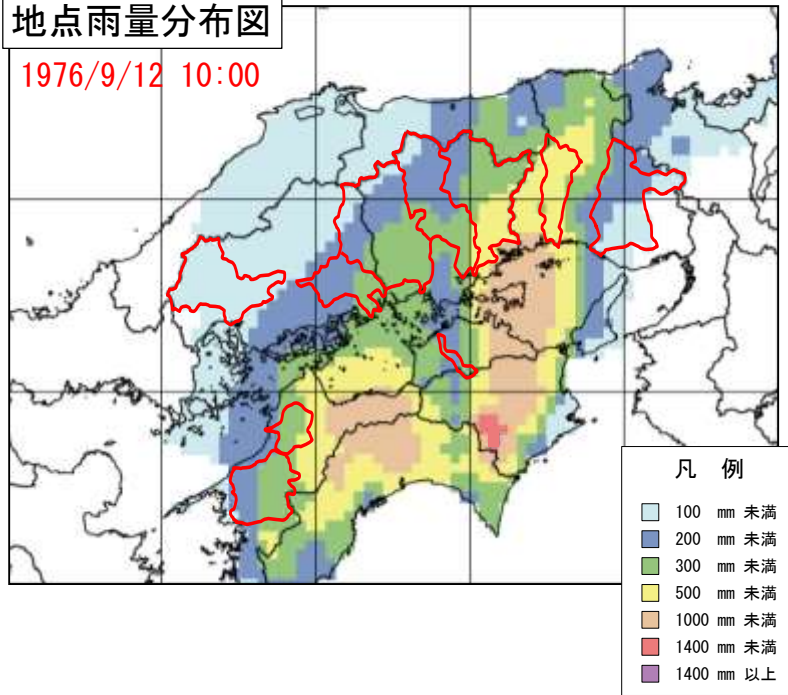 地点雨量分布図
1976/9/12 10:00
凡 例
100 mm 未満
200 mm 未満
300 mm 未満
500 mm 未満
1000 mm 未満
1400 mm 未満
1400 mm 以上